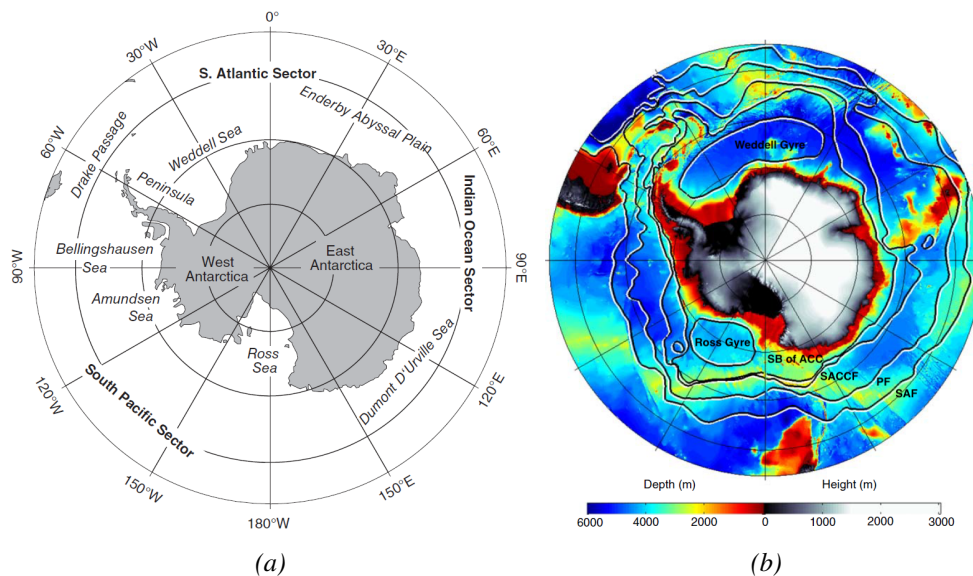 0°
30°W
30°E
S. Atlantic Sector
Enderby Abyssal Plain
60°W
60°E
Drake Passage
Weddell Sea
Peninsula
Indian Ocean Sector
Bellingshausen
Sea
90°W
West
Antarctica
East
Antarctica
90°E
Amundsen
Sea
Ross
Sea
Dumont D'Urville Sea
120°W
120°E
South Pacific Sector
150°W
150°E
180°W
(a)
Weddell Gyre
Ross Gyre
SB of ACC
SACCF
PF
SAF
Depth (m)
Height (m)
6000
4000
2000
0
1000
2000
3000
(b)